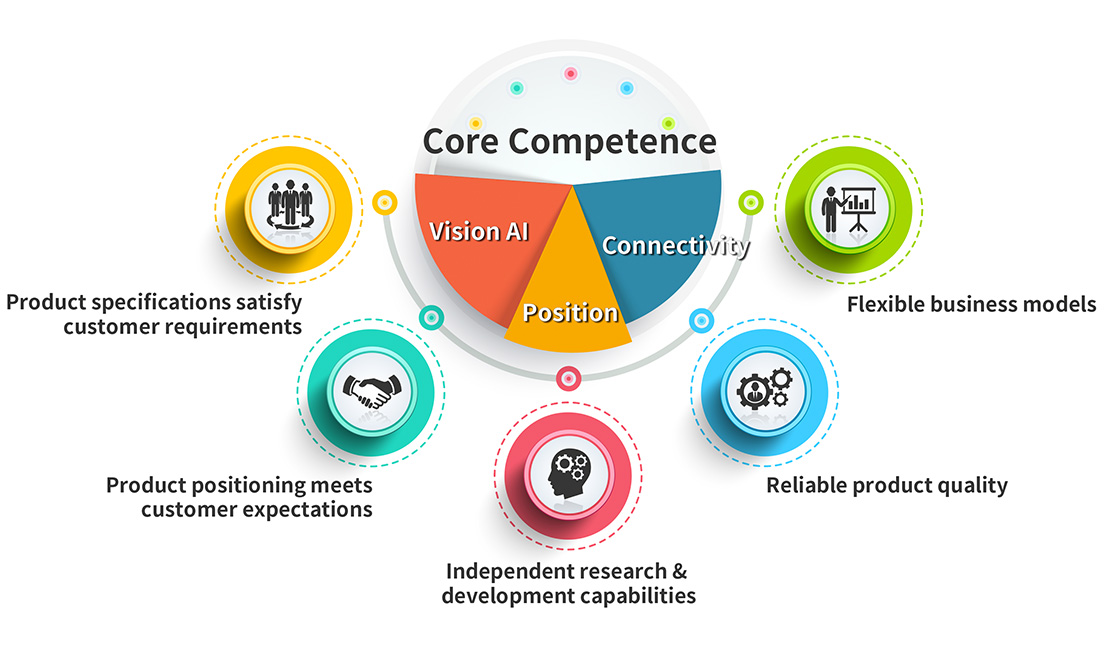 Core Competence
Vision AI
Connectivity
Position
Product specifications satisfy
customer requirements
Flexible business models
Product positioning meets
customer expectations
Reliable product quality
Independent research &
development capabilities